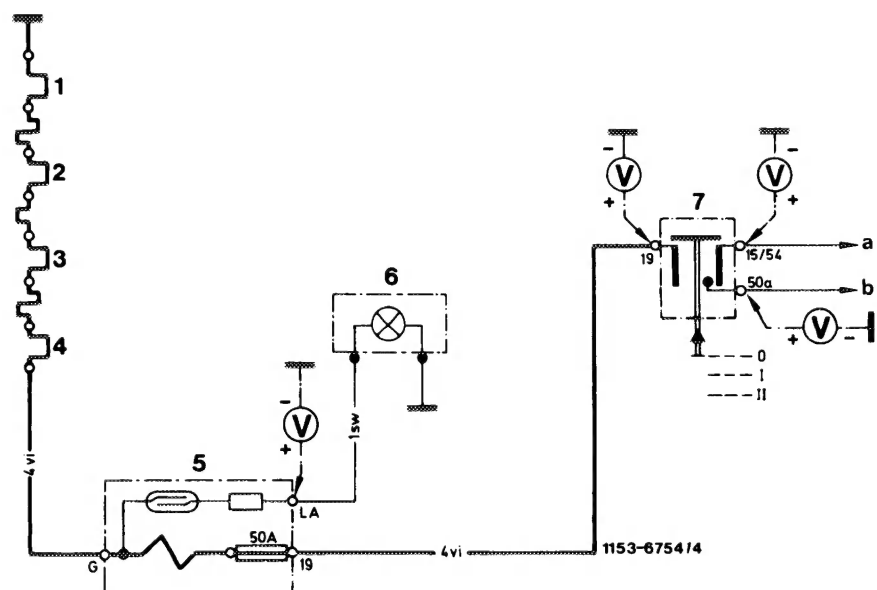 1
2
3
4
4vi
5
G
50A
19
LA
- V +
1sw
6
4vi
1153-6754/4
- V +
- V +
7
19
15/54
a
50a
b
+ V -
0
I
II